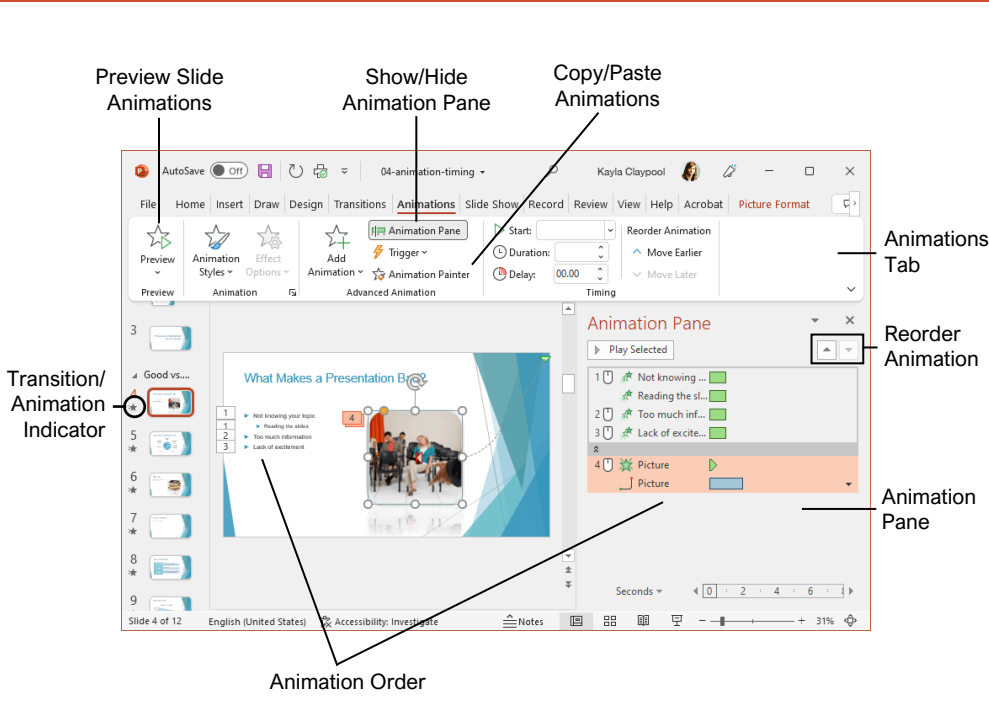 Preview Slide
Animations
Show/Hide
Animation Pane
Copy/Paste
Animations
AutoSave Off 04-animation-timing Kayla Claypool
File Home Insert Draw Design Transitions Animations Slide Show Record Review View Help Acrobat Picture Format
Preview
Animation
Styles
Effect
Options
Add
Animation
Animation Pane
Trigger
Animation Painter
Start:
Duration:
Delay: 00.00
Reorder Animation
Move Earlier
Move Later
Preview Animation Advanced Animation Timing
Animations
Tab
Reorder
Animation
Transition/
Animation
Indicator
3
Good vs....
4
5
6
7
8
9
What Makes a Presentation Bad?
1 Not knowing your topic
1 Reading the slides
2 Too much information
3 Lack of excitement
4
Animation Pane
Play Selected
1 Not knowing ...
Reading the sl...
2 Too much inf...
3 Lack of excite...
4 Picture
Picture
Animation
Pane
Seconds 0 2 4 6
Slide 4 of 12 English (United States) Accessibility: Investigate Notes 31%
Animation Order